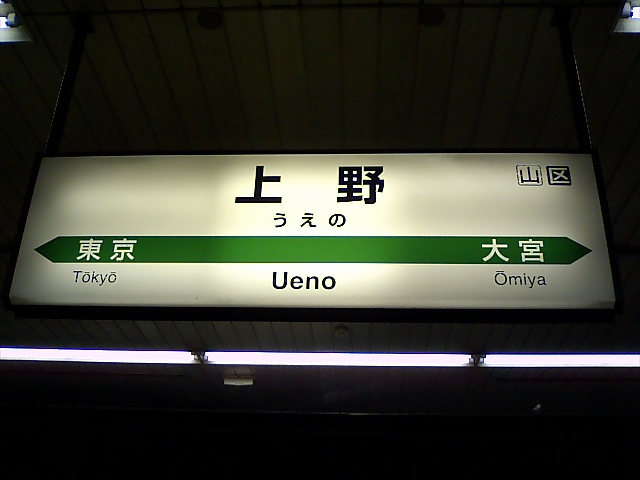 上野
山区
うえの
東京 大宮
Tōkyō Ueno Ōmiya